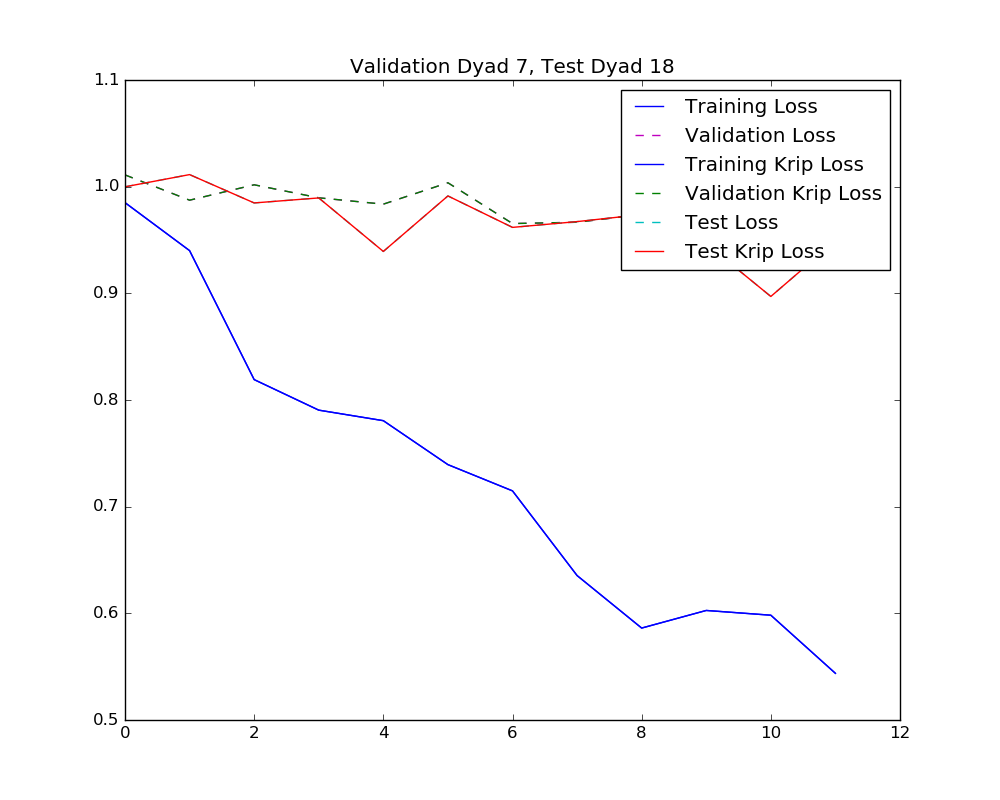 Validation Dyad 7, Test Dyad 18
1.1
1.0
0.9
0.8
0.7
0.6
0.5
Training Loss
Validation Loss
Training Krip Loss
Validation Krip Loss
Test Loss
Test Krip Loss
0 2 4 6 8 10 12